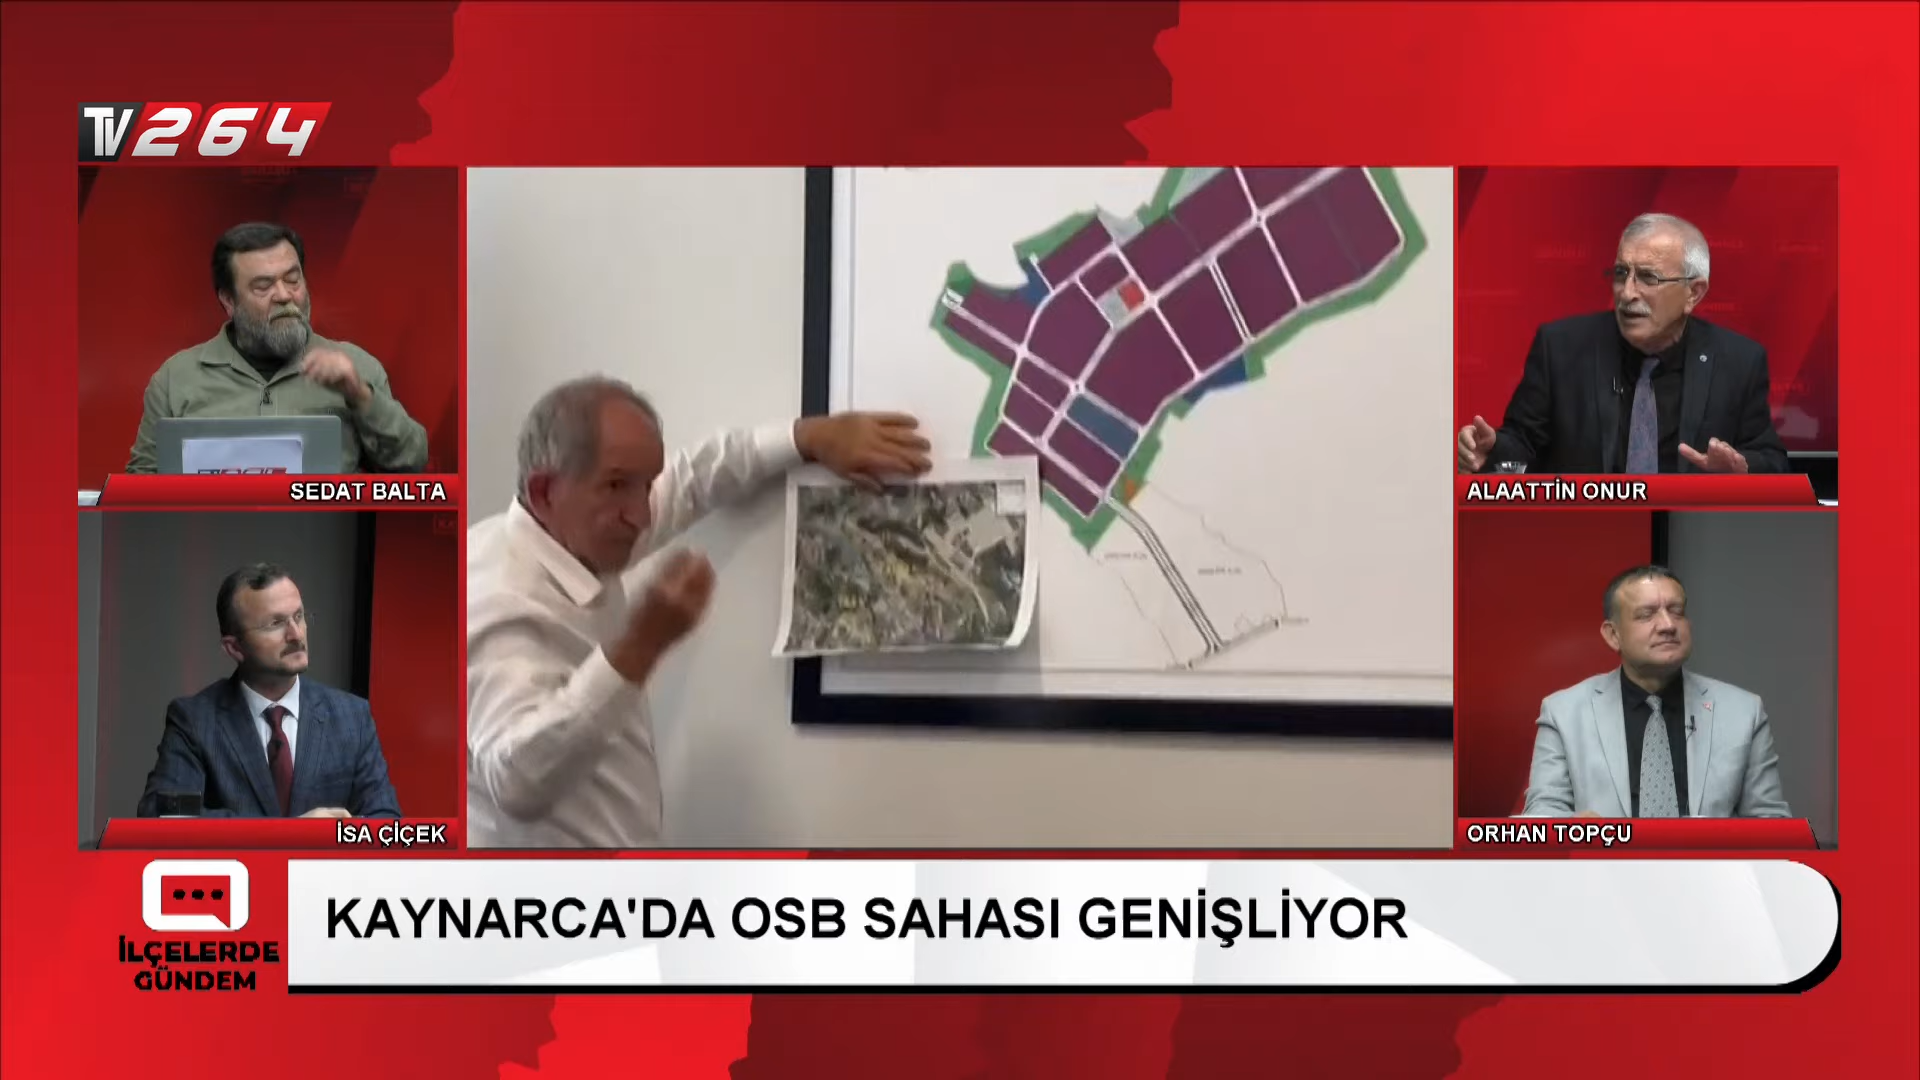 TV264
SEDAT BALTA
ALAATTİN ONUR
İSA ÇİÇEK
ORHAN TOPÇU
İLÇELERDE
GÜNDEM
KAYNARCA'DA OSB SAHASI GENİŞLİYOR